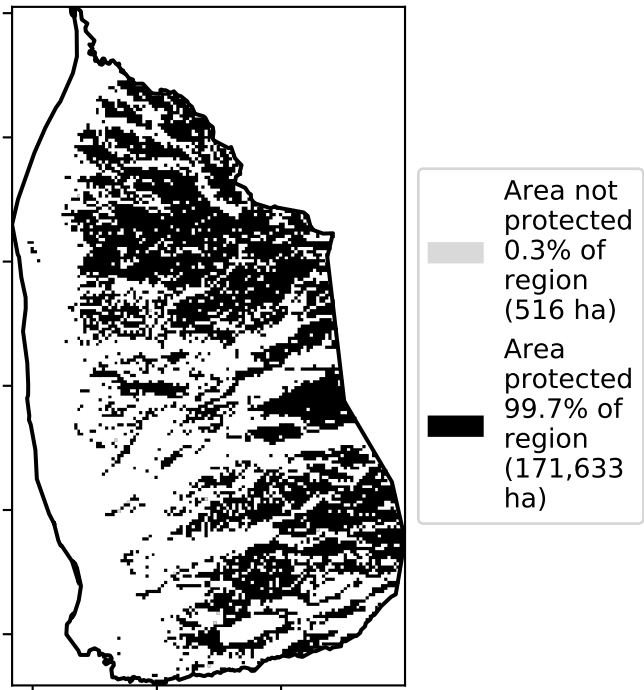 Area not
protected
0.3% of
region
(516 ha)
Area
protected
99.7% of
region
(171,633
ha)